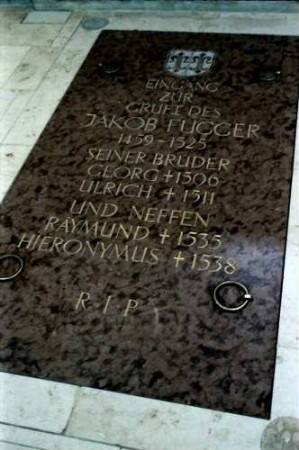 EINGANG
ZUR
GRUFT DES
JAKOB FUGGER
1459-1525
SEINER BRÜDER
GEORG † 1506
ULRICH † 1511
UND NEFFEN
RAYMUND † 1535
HIERONYMUS † 1538
R I P